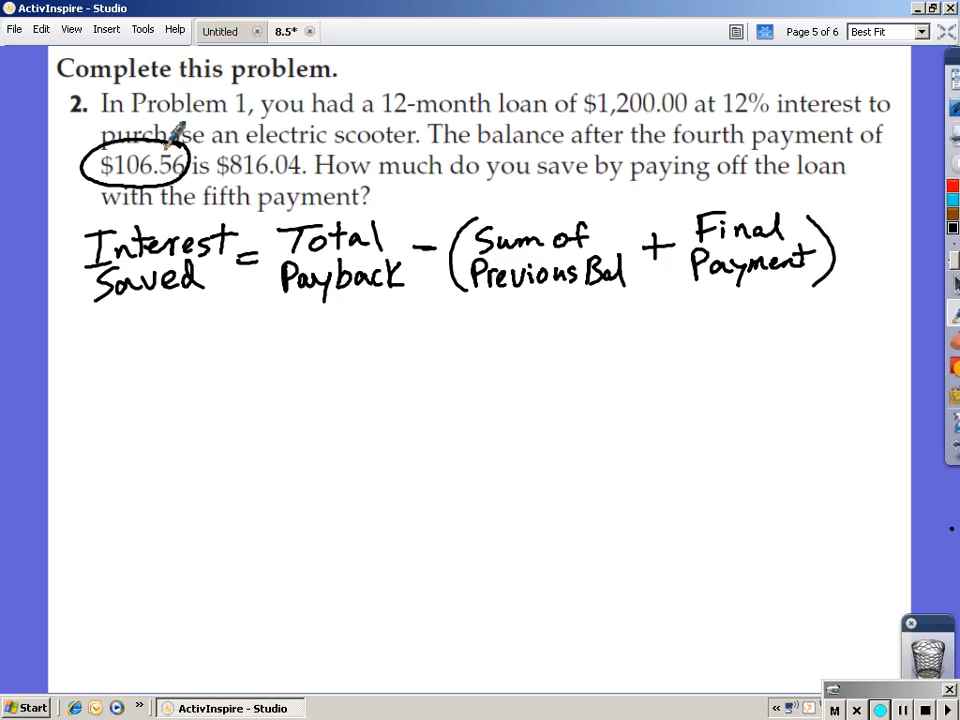 ActivInspire - Studio
File Edit View Insert Tools Help Untitled 8.5* Page 5 of 6 Best Fit
Complete this problem.
2. In Problem 1, you had a 12-month loan of $1,200.00 at 12% interest to
purchase an electric scooter. The balance after the fourth payment of
$106.56 is $816.04. How much do you save by paying off the loan
with the fifth payment?
Interest Saved = Total Payback - (Sum of Previous Bal + Final Payment)
Start » ActivInspire - Studio « M